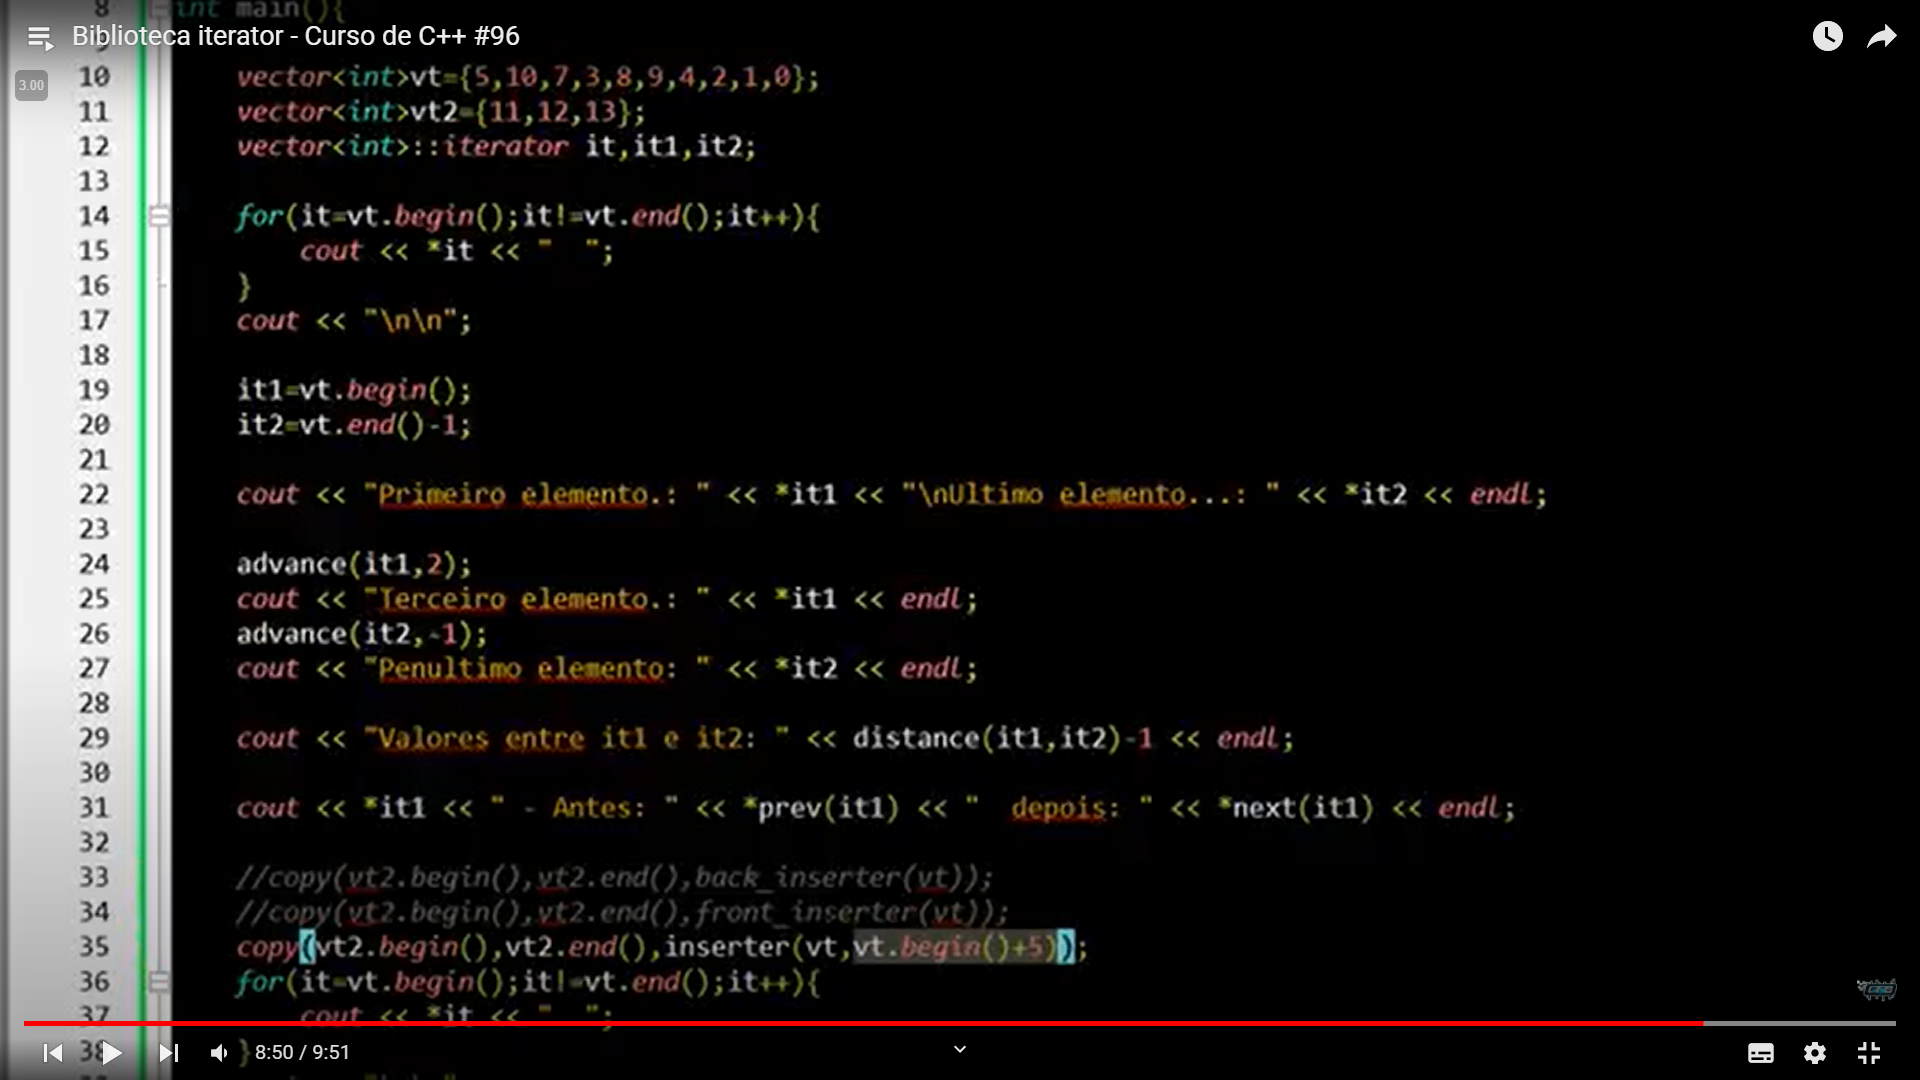 8 int main(){
Biblioteca iterator - Curso de C++ #96
3.00
10 vector<int>vt={5,10,7,3,8,9,4,2,1,0};
11 vector<int>vt2={11,12,13};
12 vector<int>::iterator it,it1,it2;
13
14 for(it=vt.begin();it!=vt.end();it++){
15 cout << *it << "  ";
16 }
17 cout << "\n\n";
18
19 it1=vt.begin();
20 it2=vt.end()-1;
21
22 cout << "Primeiro elemento.: " << *it1 << "\nUltimo elemento...: " << *it2 << endl;
23
24 advance(it1,2);
25 cout << "Terceiro elemento.: " << *it1 << endl;
26 advance(it2,-1);
27 cout << "Penultimo elemento: " << *it2 << endl;
28
29 cout << "Valores entre it1 e it2: " << distance(it1,it2)-1 << endl;
30
31 cout << *it1 << " - Antes: " << *prev(it1) << "  depois: " << *next(it1) << endl;
32
33 //copy(vt2.begin(),vt2.end(),back_inserter(vt));
34 //copy(vt2.begin(),vt2.end(),front_inserter(vt));
35 copy(vt2.begin(),vt2.end(),inserter(vt,vt.begin()+5));
36 for(it=vt.begin();it!=vt.end();it++){
37 cout << *it << "  ";
38 }
8:50 / 9:51